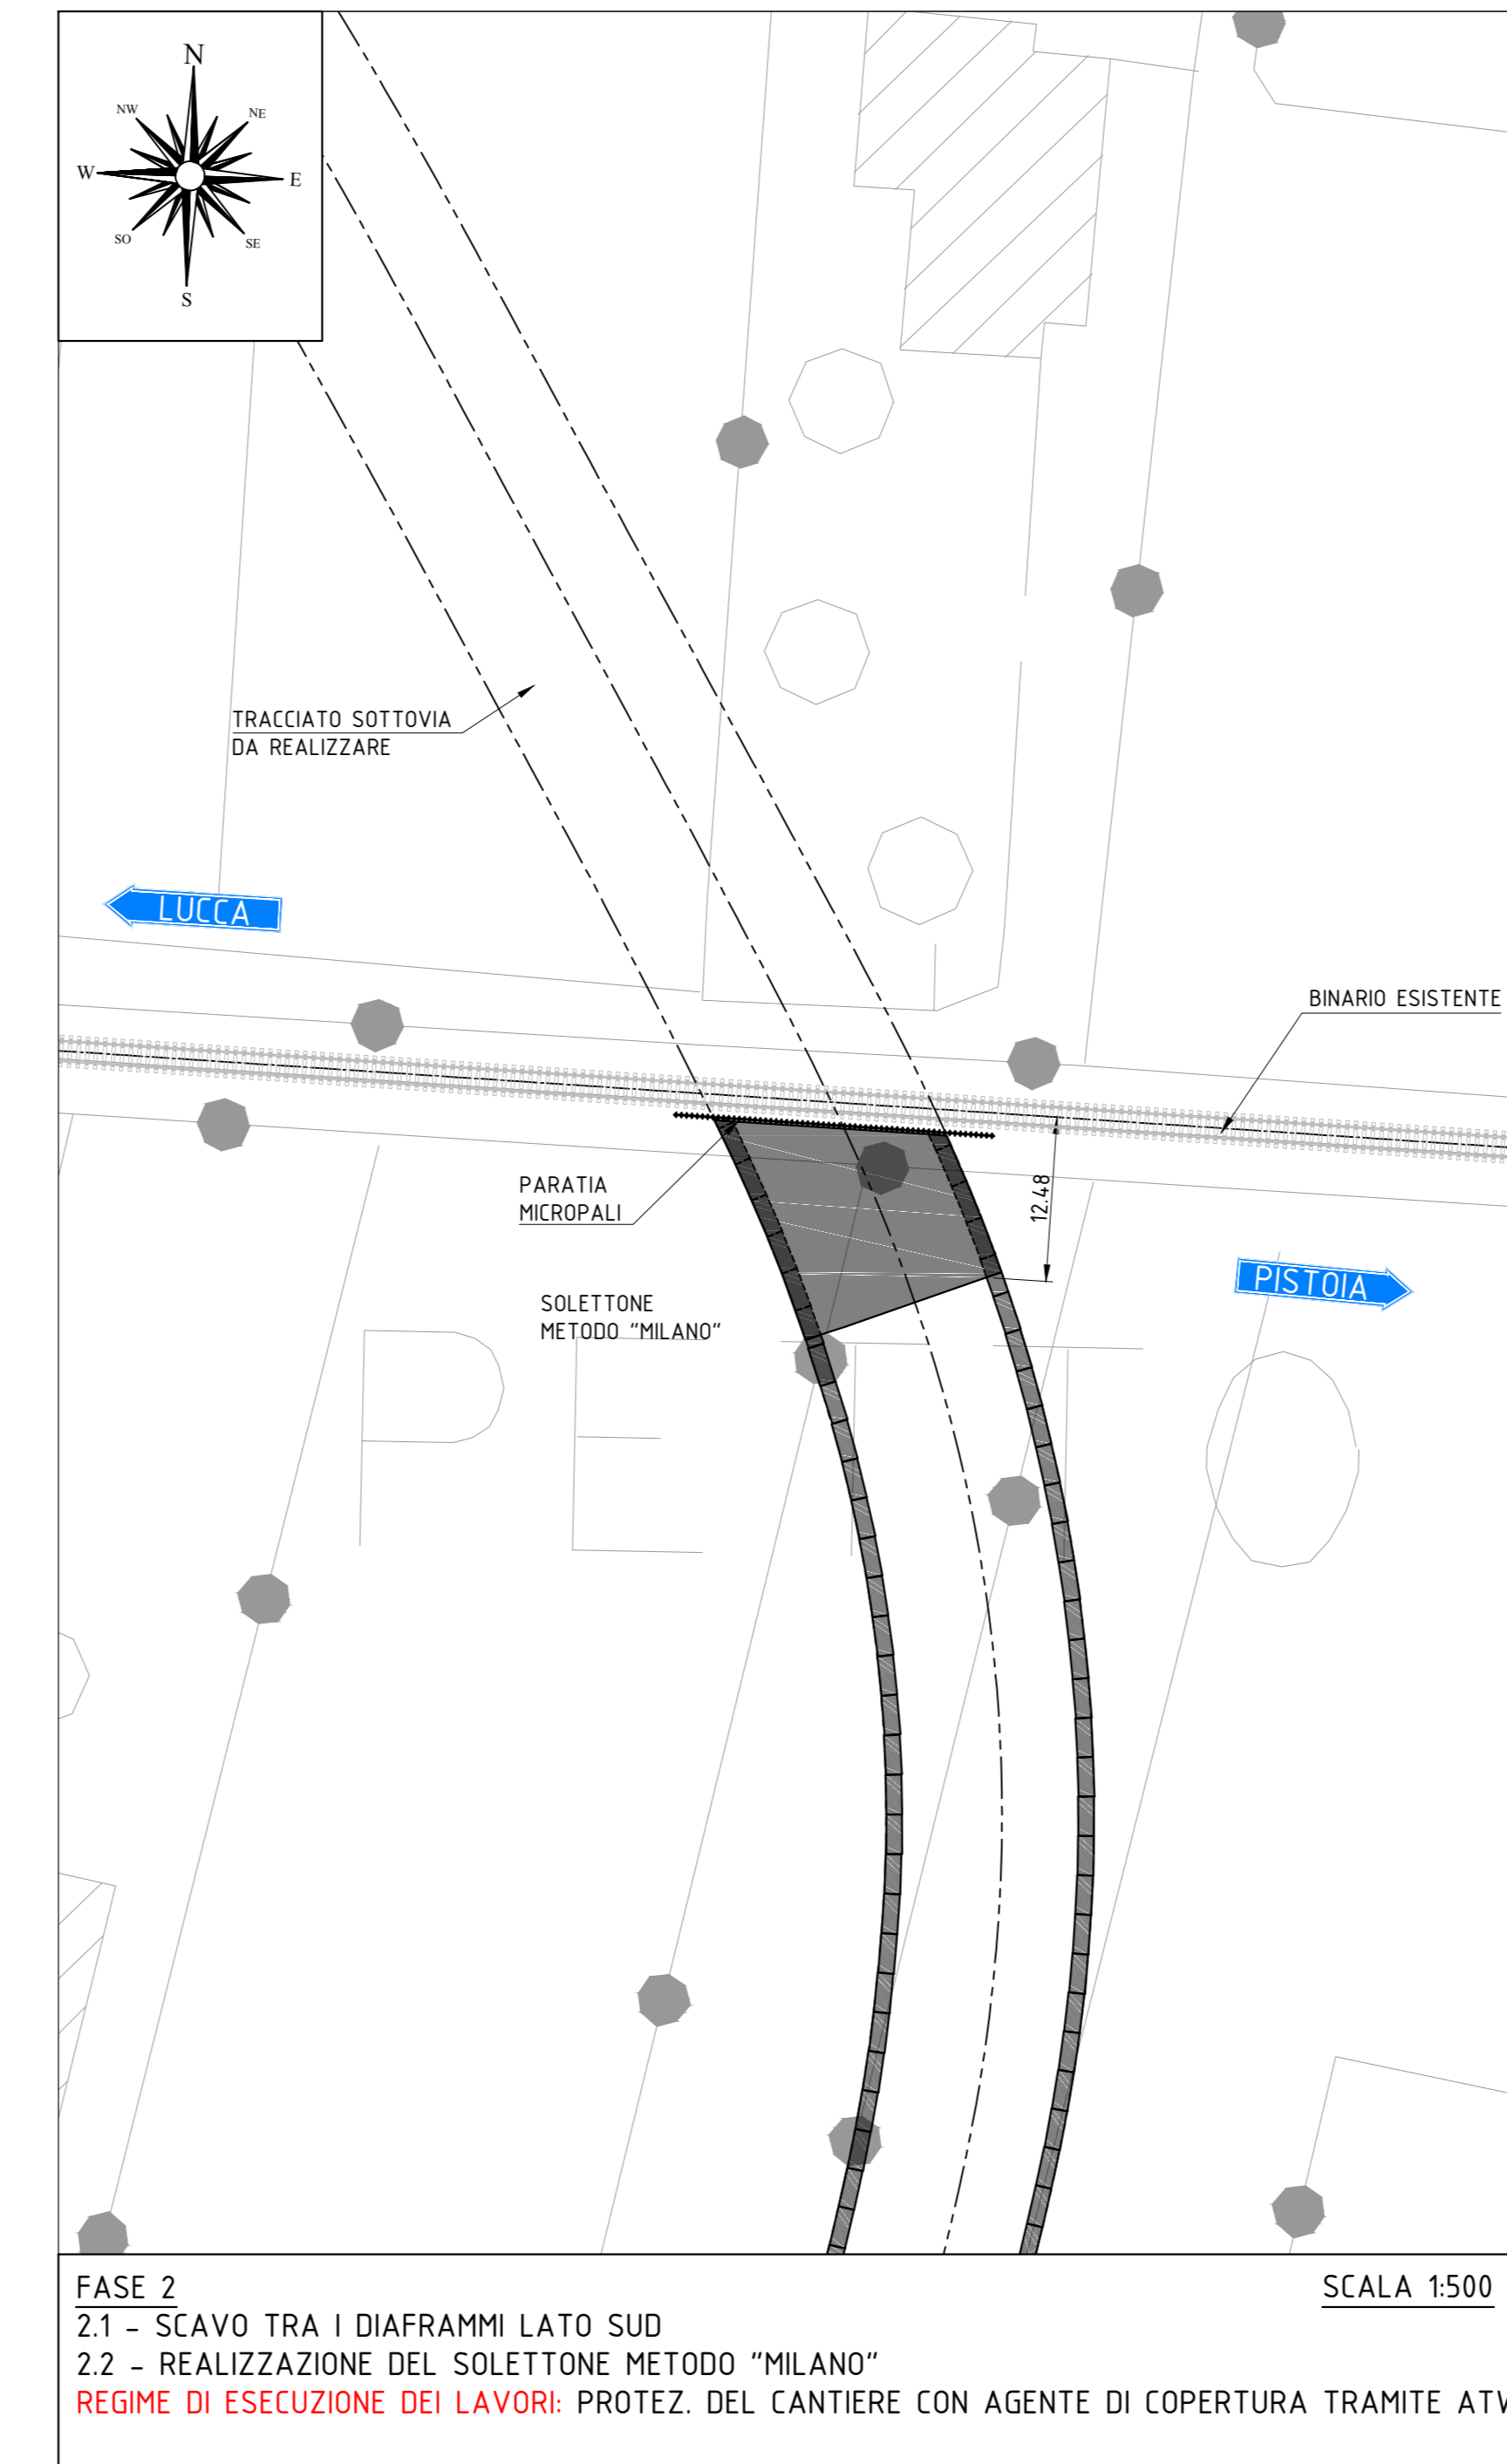 N
NW
NE
W
E
SO
SE
S
TRACCIATO SOTTOVIA
DA REALIZZARE
LUCCA
BINARIO ESISTENTE
PARATIA
MICROPALI
12.48
PISTOIA
SOLETTONE
METODO "MILANO"
P E T O
FASE 2
SCALA 1:500
2.1 - SCAVO TRA I DIAFRAMMI LATO SUD
2.2 - REALIZZAZIONE DEL SOLETTONE METODO "MILANO"
REGIME DI ESECUZIONE DEI LAVORI: PROTEZ. DEL CANTIERE CON AGENTE DI COPERTURA TRAMITE